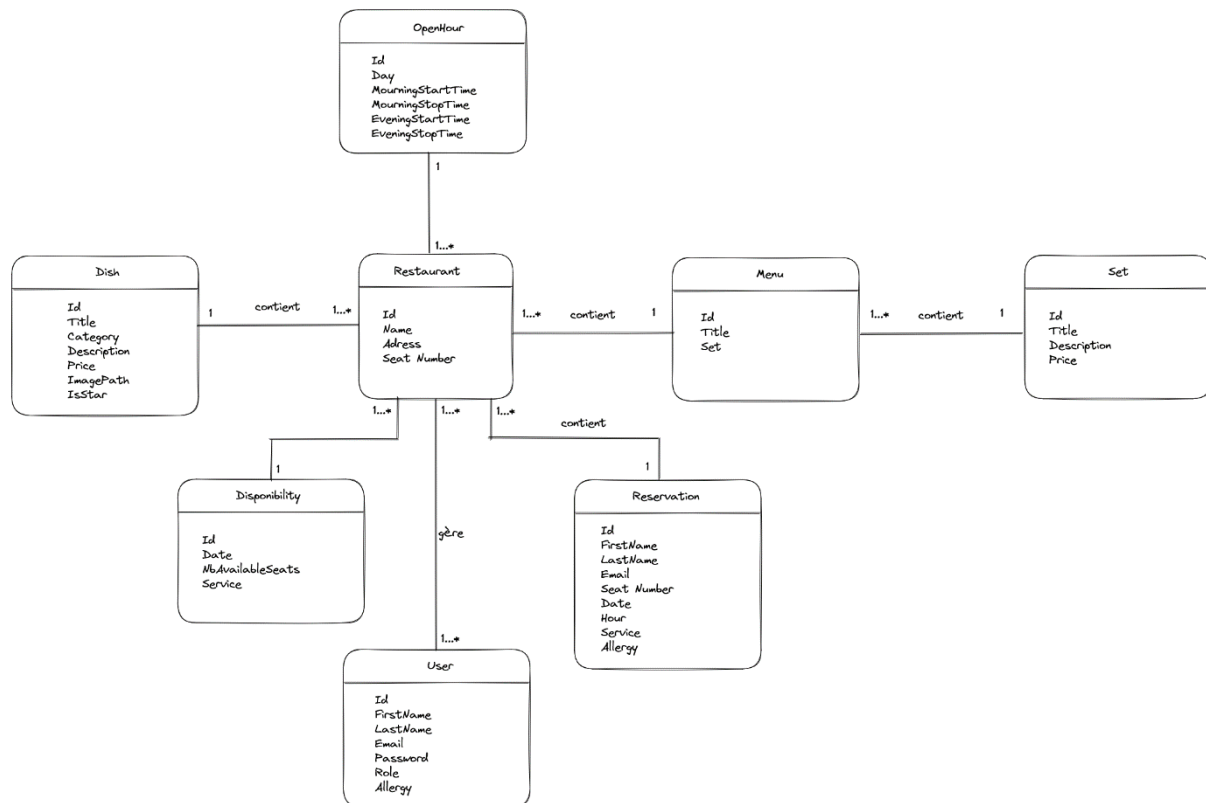 OpenHour
Id
Day
MourningStartTime
MourningStopTime
EveningStartTime
EveningStopTime
1
1...*
Dish
Id
Title
Category
Description
Price
ImagePath
IsStar
1
contient
1...*
Restaurant
Id
Name
Adress
Seat Number
1...*
contient
1
Menu
Id
Title
Set
1...*
contient
1
Set
Id
Title
Description
Price
1...*
1...*
1...*
contient
1
1
Disponibility
Id
Date
NbAvailableSeats
Service
gère
Reservation
Id
FirstName
LastName
Email
Seat Number
Date
Hour
Service
Allergy
1...*
User
Id
FirstName
LastName
Email
Password
Role
Allergy